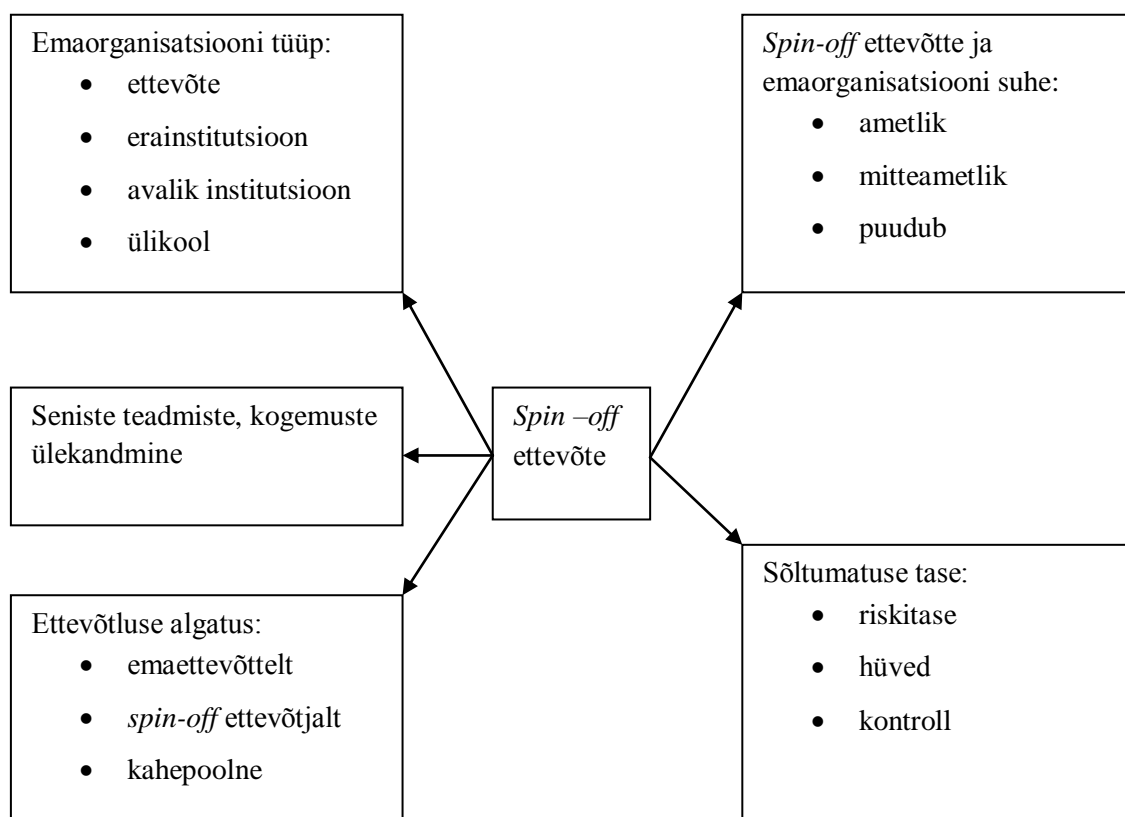 Emaorganisatsiooni tüüp:
• ettevõte
• erainstitutsioon
• avalik institutsioon
• ülikool
Spin-off ettevõtte ja
emaorganisatsiooni suhe:
• ametlik
• mitteametlik
• puudub
Seniste teadmiste, kogemuste
ülekandmine
Spin –off
ettevõte
Ettevõtluse algatus:
• emaettevõttelt
• spin-off ettevõtjalt
• kahepoolne
Sõltumatuse tase:
• riskitase
• hüved
• kontroll